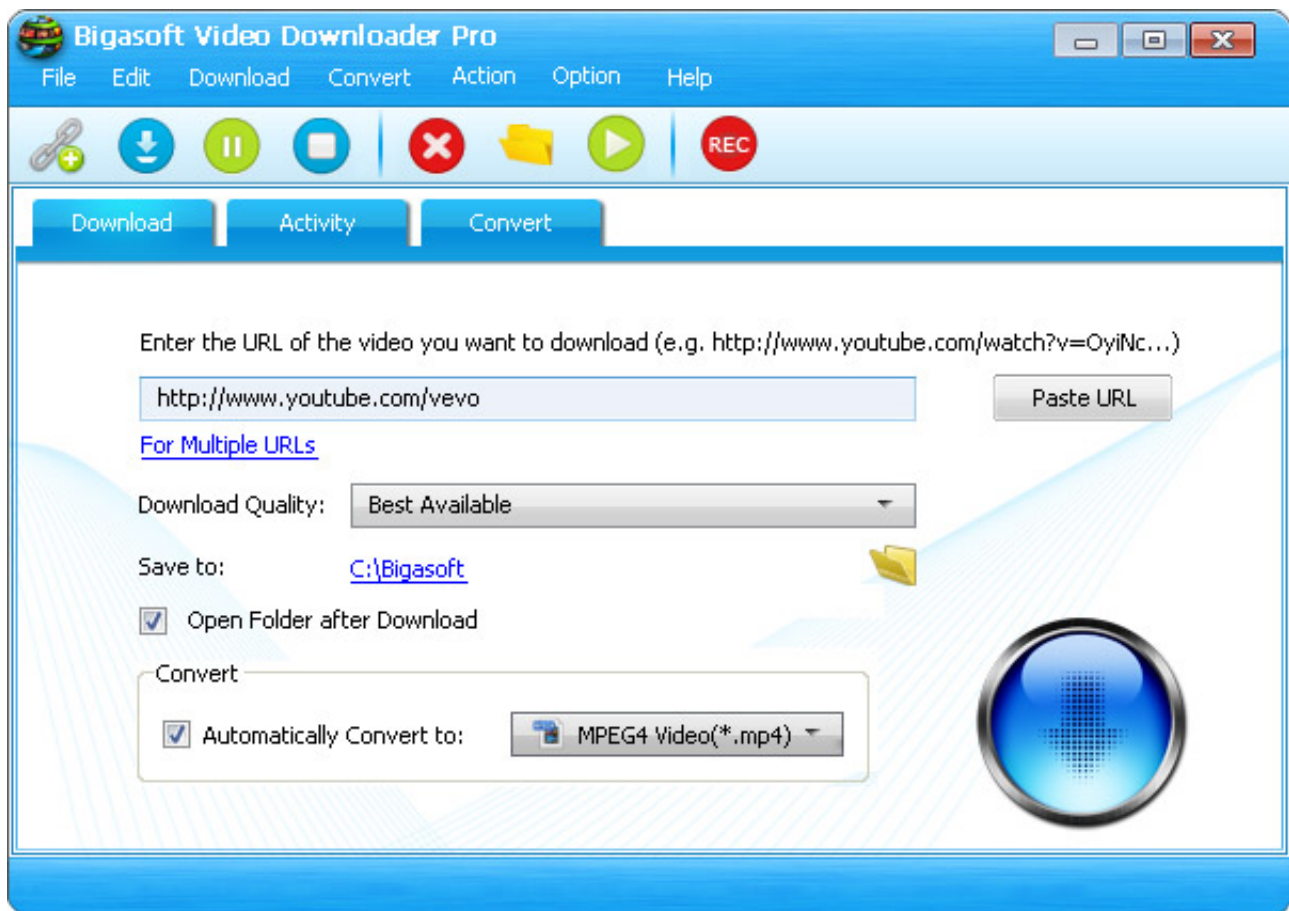 Bigasoft Video Downloader Pro
File Edit Download Convert Action Option Help
REC
Download Activity Convert
Enter the URL of the video you want to download (e.g. http://www.youtube.com/watch?v=OyiNc...)
http://www.youtube.com/vevo Paste URL
For Multiple URLs
Download Quality: Best Available
Save to: C:\Bigasoft
Open Folder after Download
Convert
Automatically Convert to: MPEG4 Video(*.mp4)